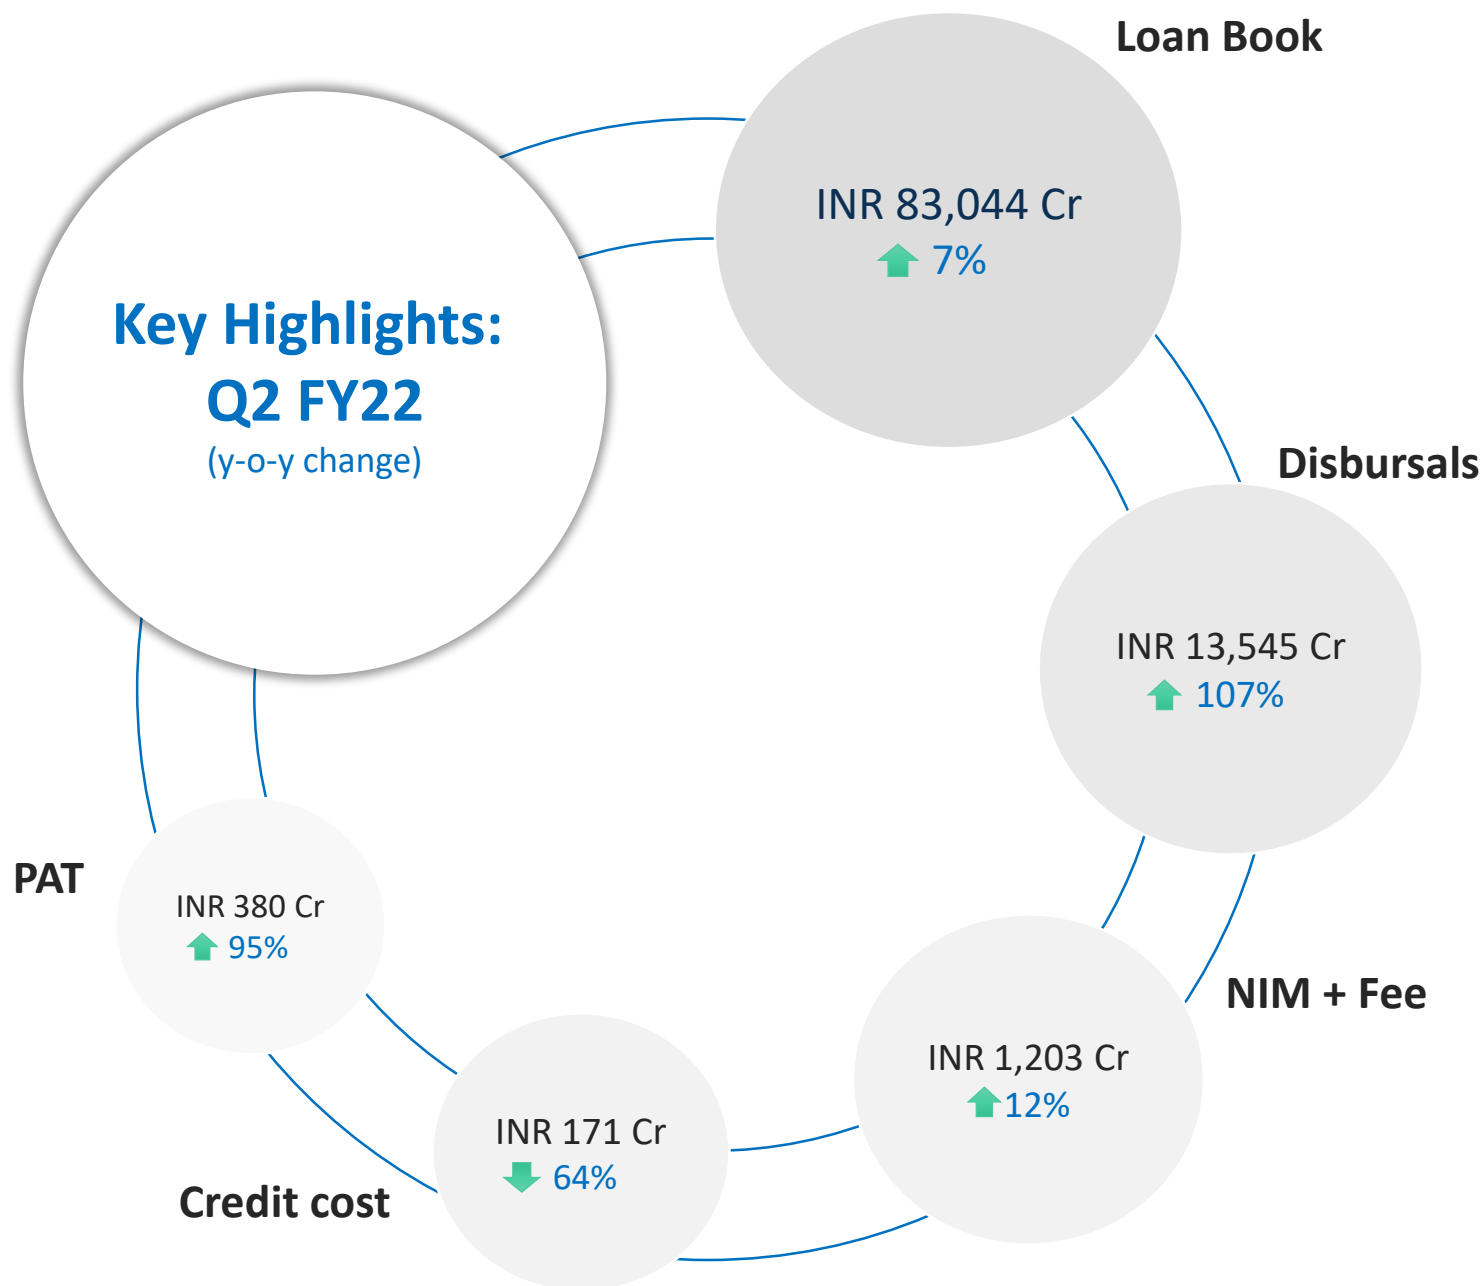 Key Highlights:
Q2 FY22
(y-o-y change)
Loan Book
INR 83,044 Cr
7%
Disbursals
INR 13,545 Cr
107%
NIM + Fee
INR 1,203 Cr
12%
Credit cost
INR 171 Cr
64%
PAT
INR 380 Cr
95%